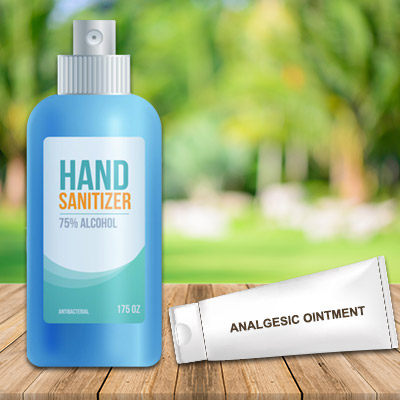 HAND
SANITIZER
75% ALCOHOL
ANTIBACTERIAL
175 OZ
ANALGESIC OINTMENT